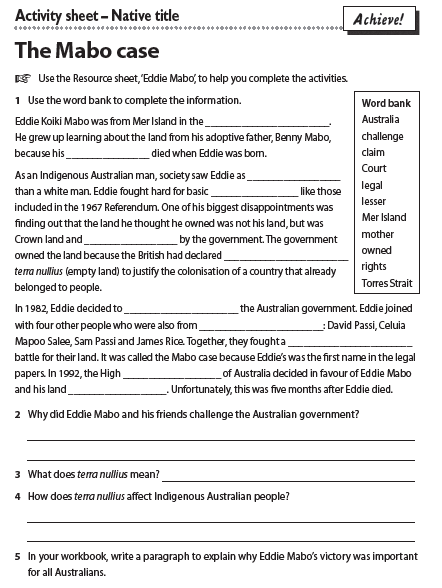 Activity sheet – Native title
Achieve!
The Mabo case
Use the Resource sheet, 'Eddie Mabo', to help you complete the activities.
1 Use the word bank to complete the information.
Eddie Koiki Mabo was from Mer Island in the ____________________.
He grew up learning about the land from his adoptive father, Benny Mabo,
because his ______________ died when Eddie was born.
As an Indigenous Australian man, society saw Eddie as ________________
than a white man. Eddie fought hard for basic ______________ like those
included in the 1967 Referendum. One of his biggest disappointments was
finding out that the land he thought he owned was not his land, but was
Crown land and ________________ by the government. The government
owned the land because the British had declared ____________________
terra nullius (empty land) to justify the colonisation of a country that already
belonged to people.
In 1982, Eddie decided to ___________________ the Australian government. Eddie joined
with four other people who were also from ____________________: David Passi, Celuia
Mapoo Salee, Sam Passi and James Rice. Together, they fought a ____________________
battle for their land. It was called the Mabo case because Eddie's was the first name in the legal
papers. In 1992, the High ________________ of Australia decided in favour of Eddie Mabo
and his land ________________. Unfortunately, this was five months after Eddie died.
Word bank
Australia
challenge
claim
Court
legal
lesser
Mer Island
mother
owned
rights
Torres Strait
2 Why did Eddie Mabo and his friends challenge the Australian government?
3 What does terra nullius mean? ________________________________________
4 How does terra nullius affect Indigenous Australian people?
5 In your workbook, write a paragraph to explain why Eddie Mabo's victory was important
for all Australians.